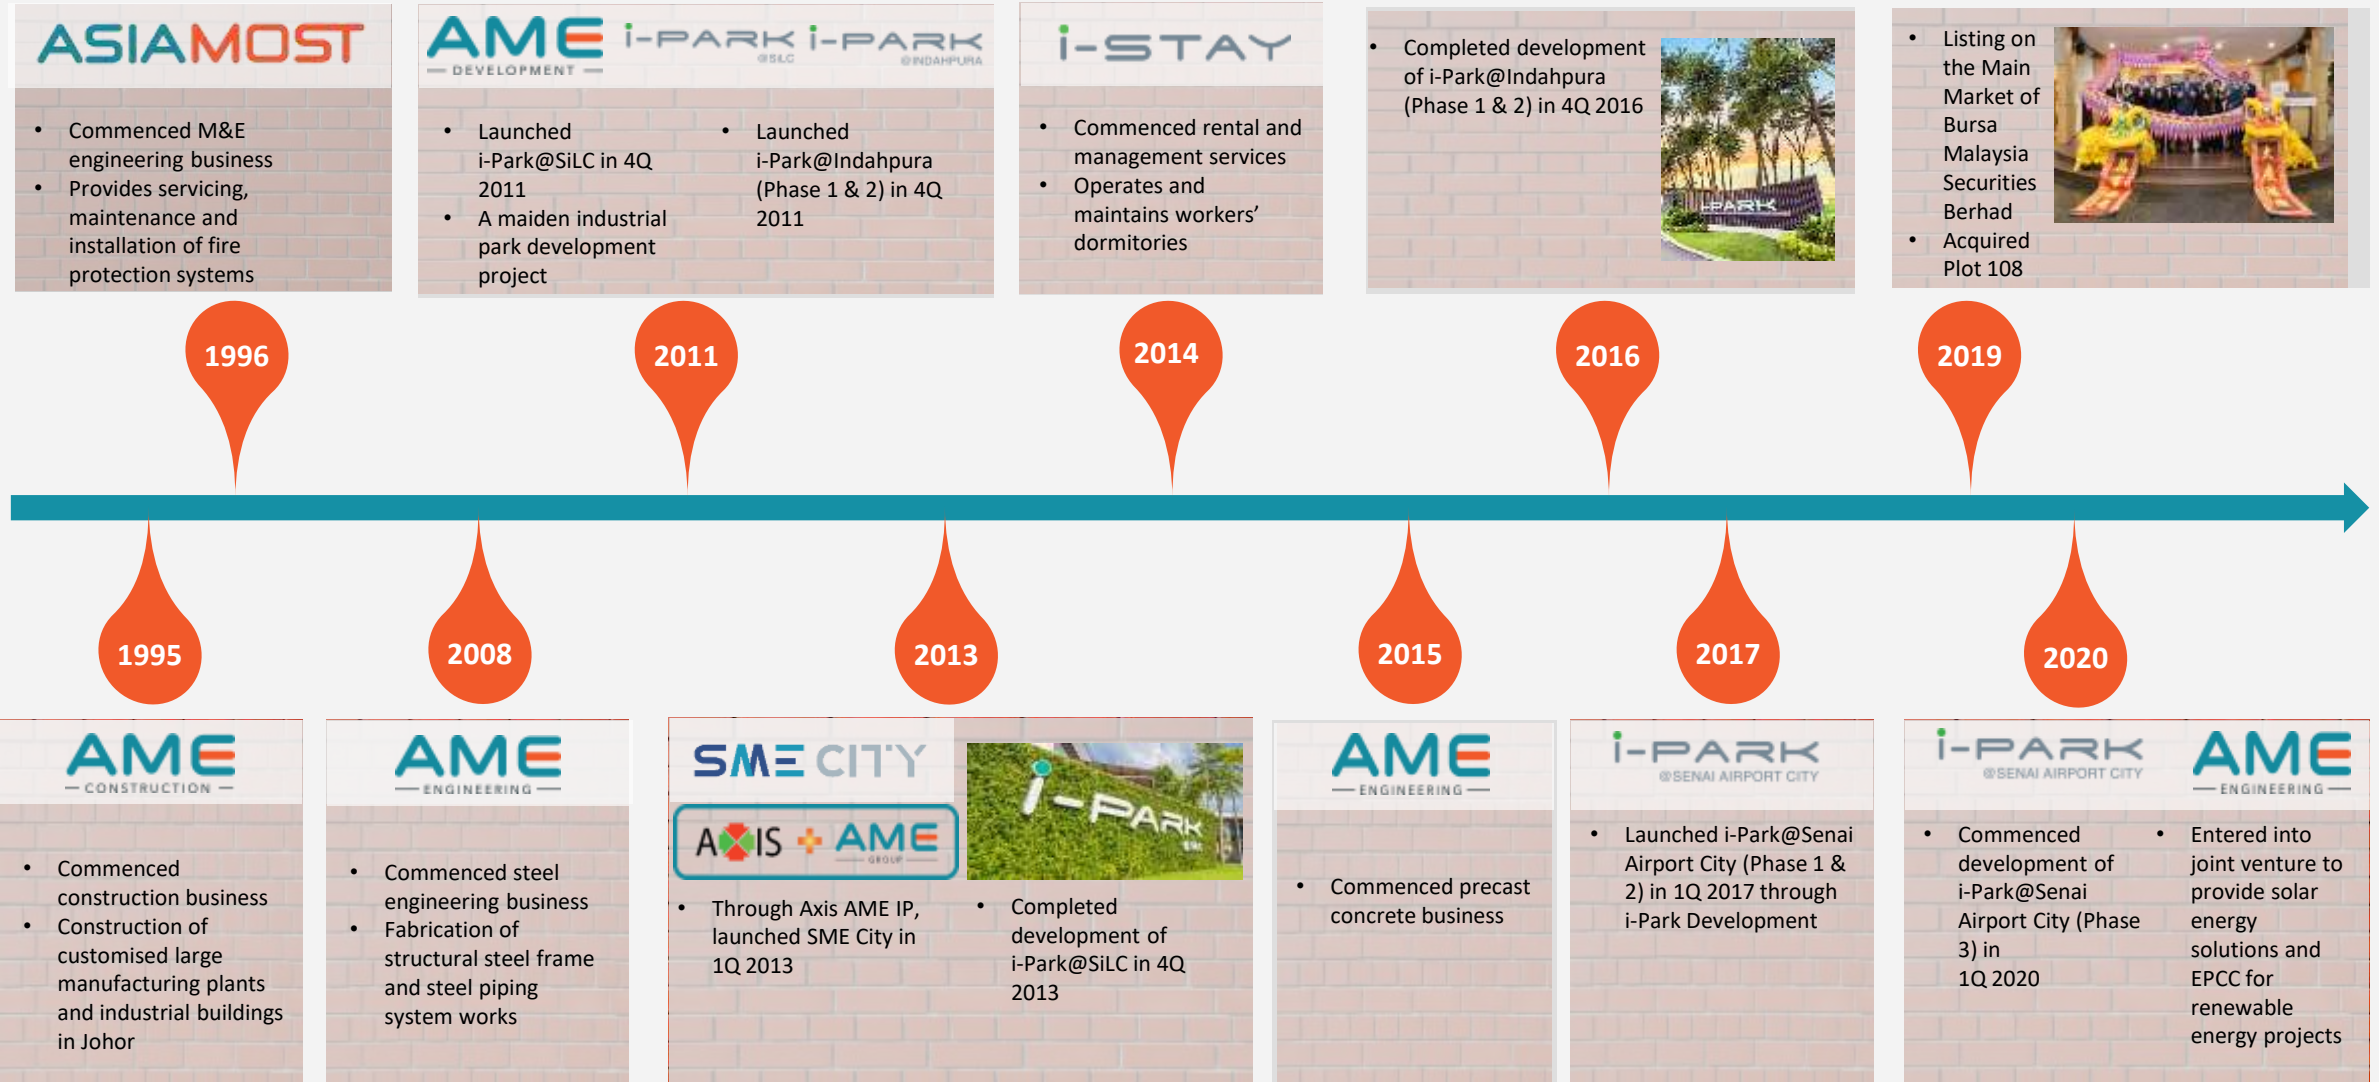 ASIAMOST
• Commenced M&E
engineering business
• Provides servicing,
maintenance and
installation of fire
protection systems
AME
DEVELOPMENT
i-PARK
@SiLC
i-PARK
@INDAHPURA
• Launched
i-Park@SiLC in 4Q
2011
• A maiden industrial
park development
project
• Launched
i-Park@Indahpura
(Phase 1 & 2) in 4Q
2011
i-STAY
• Commenced rental and
management services
• Operates and
maintains workers’
dormitories
• Completed development
of i-Park@Indahpura
(Phase 1 & 2) in 4Q 2016
i-PARK
• Listing on
the Main
Market of
Bursa
Malaysia
Securities
Berhad
• Acquired
Plot 108
1996
2011
2014
2016
2019
1995
2008
2013
2015
2017
2020
AME
CONSTRUCTION
• Commenced
construction business
• Construction of
customised large
manufacturing plants
and industrial buildings
in Johor
AME
ENGINEERING
• Commenced steel
engineering business
• Fabrication of
structural steel frame
and steel piping
system works
SME CITY
AXIS + AME
GROUP
• Through Axis AME IP,
launched SME City in
1Q 2013
i-PARK
• Completed
development of
i-Park@SiLC in 4Q
2013
AME
ENGINEERING
• Commenced precast
concrete business
i-PARK
@SENAI AIRPORT CITY
• Launched i-Park@Senai
Airport City (Phase 1 &
2) in 1Q 2017 through
i-Park Development
i-PARK
@SENAI AIRPORT CITY
• Commenced
development of
i-Park@Senai
Airport City (Phase
3) in
1Q 2020
AME
ENGINEERING
• Entered into
joint venture to
provide solar
energy
solutions and
EPCC for
renewable
energy projects